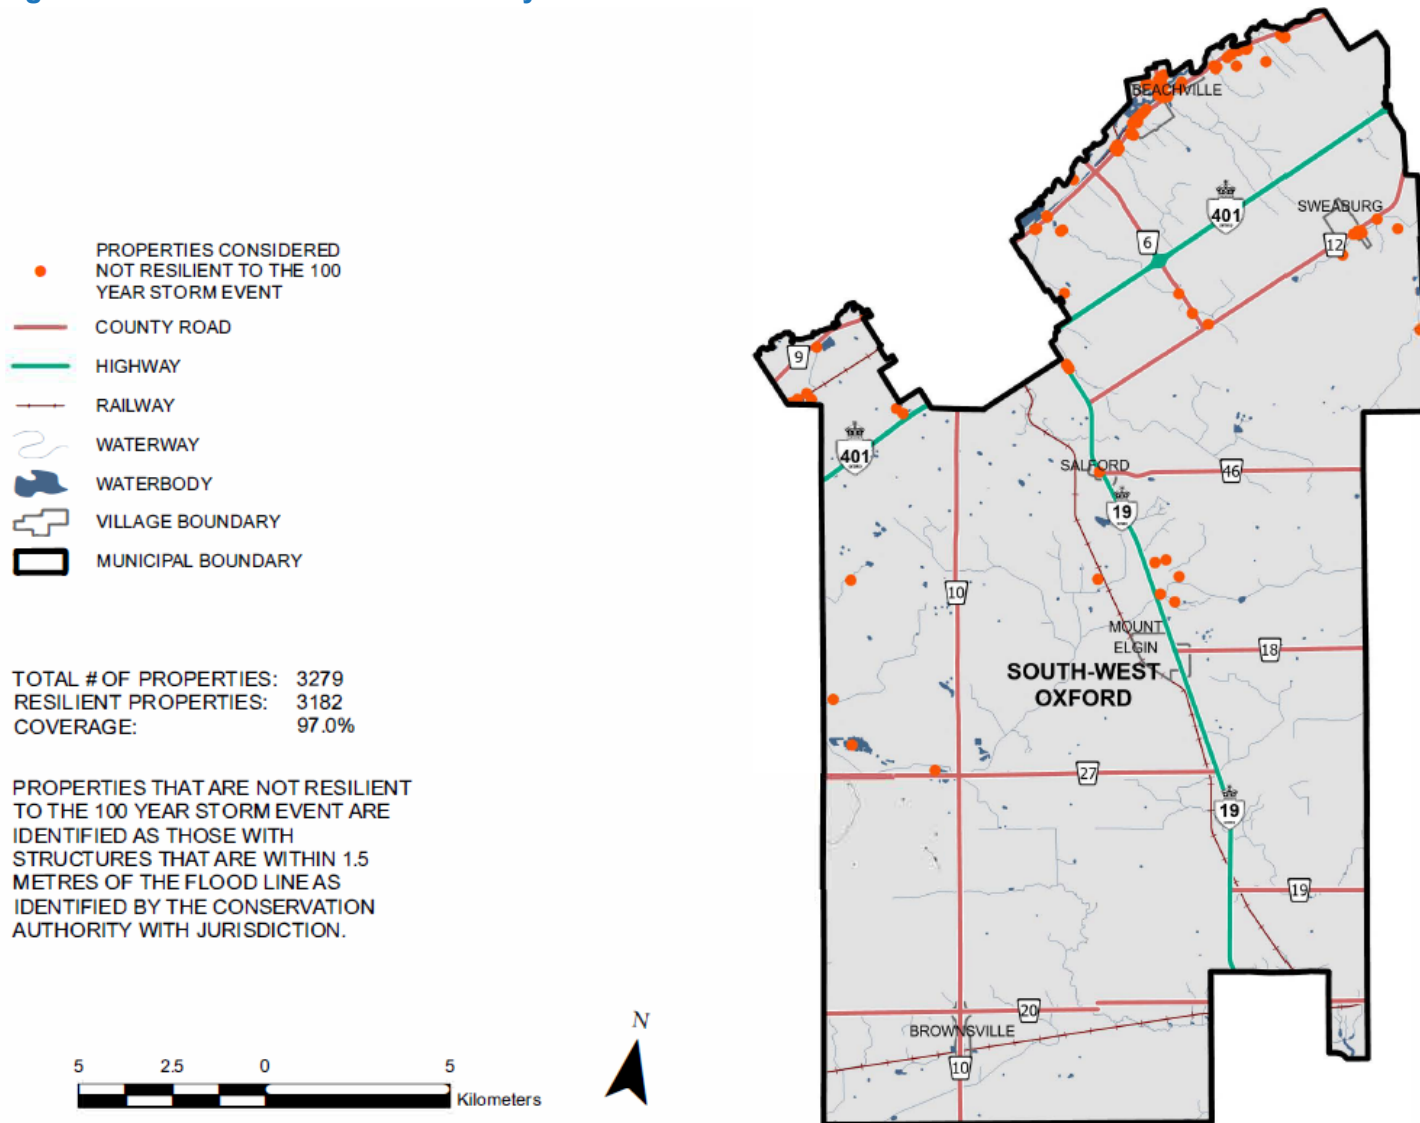 PROPERTIES CONSIDERED
NOT RESILIENT TO THE 100
YEAR STORM EVENT
COUNTY ROAD
HIGHWAY
RAILWAY
WATERWAY
WATERBODY
VILLAGE BOUNDARY
MUNICIPAL BOUNDARY
TOTAL # OF PROPERTIES: 3279
RESILIENT PROPERTIES: 3182
COVERAGE: 97.0%
PROPERTIES THAT ARE NOT RESILIENT
TO THE 100 YEAR STORM EVENT ARE
IDENTIFIED AS THOSE WITH
STRUCTURES THAT ARE WITHIN 1.5
METRES OF THE FLOOD LINE AS
IDENTIFIED BY THE CONSERVATION
AUTHORITY WITH JURISDICTION.
5 2.5 0 5
Kilometers
N
BEACHVILLE
SWEABURG
401
6
12
9
401
SALFORD
46
19
10
MOUNT
ELGIN
18
SOUTH-WEST
OXFORD
27
19
19
20
BROWNSVILLE
10